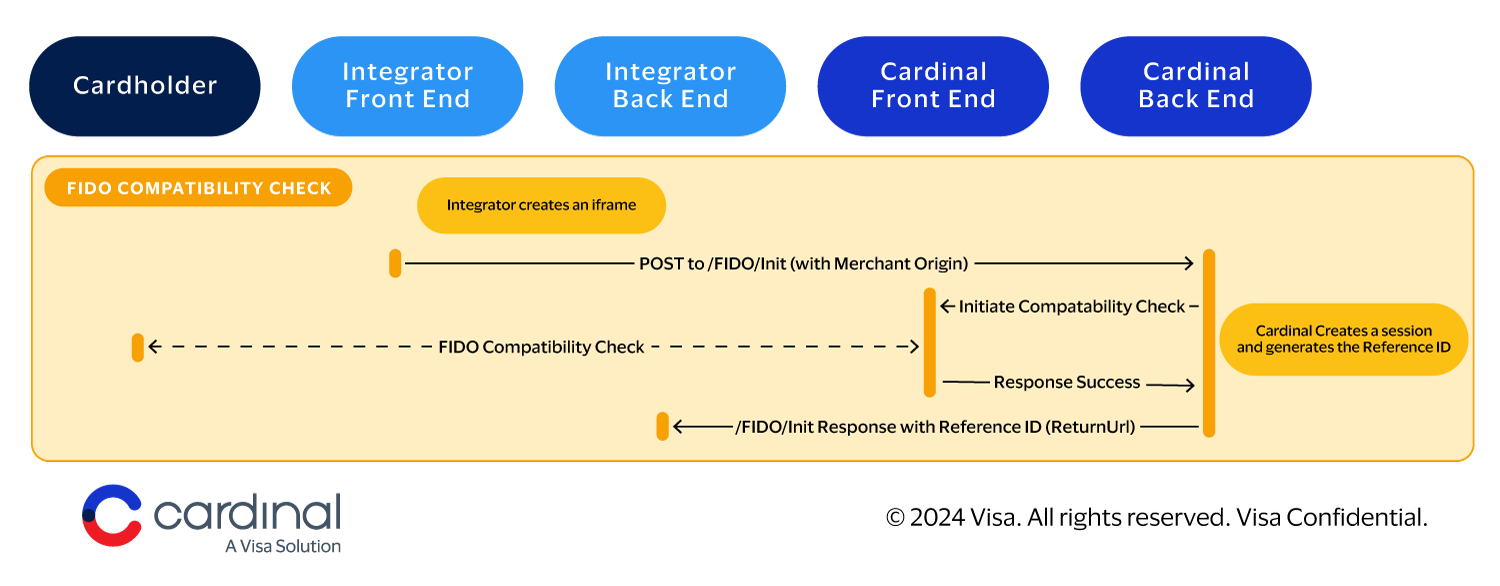 Cardholder
Integrator
Front End
Integrator
Back End
Cardinal
Front End
Cardinal
Back End
FIDO COMPATIBILITY CHECK
Integrator creates an iframe
POST to /FIDO/Init (with Merchant Origin)
Initiate Compatability Check
Cardinal Creates a session
and generates the Reference ID
FIDO Compatibility Check
Response Success
/FIDO/Init Response with Reference ID (ReturnUrl)
cardinal
A Visa Solution
© 2024 Visa. All rights reserved. Visa Confidential.